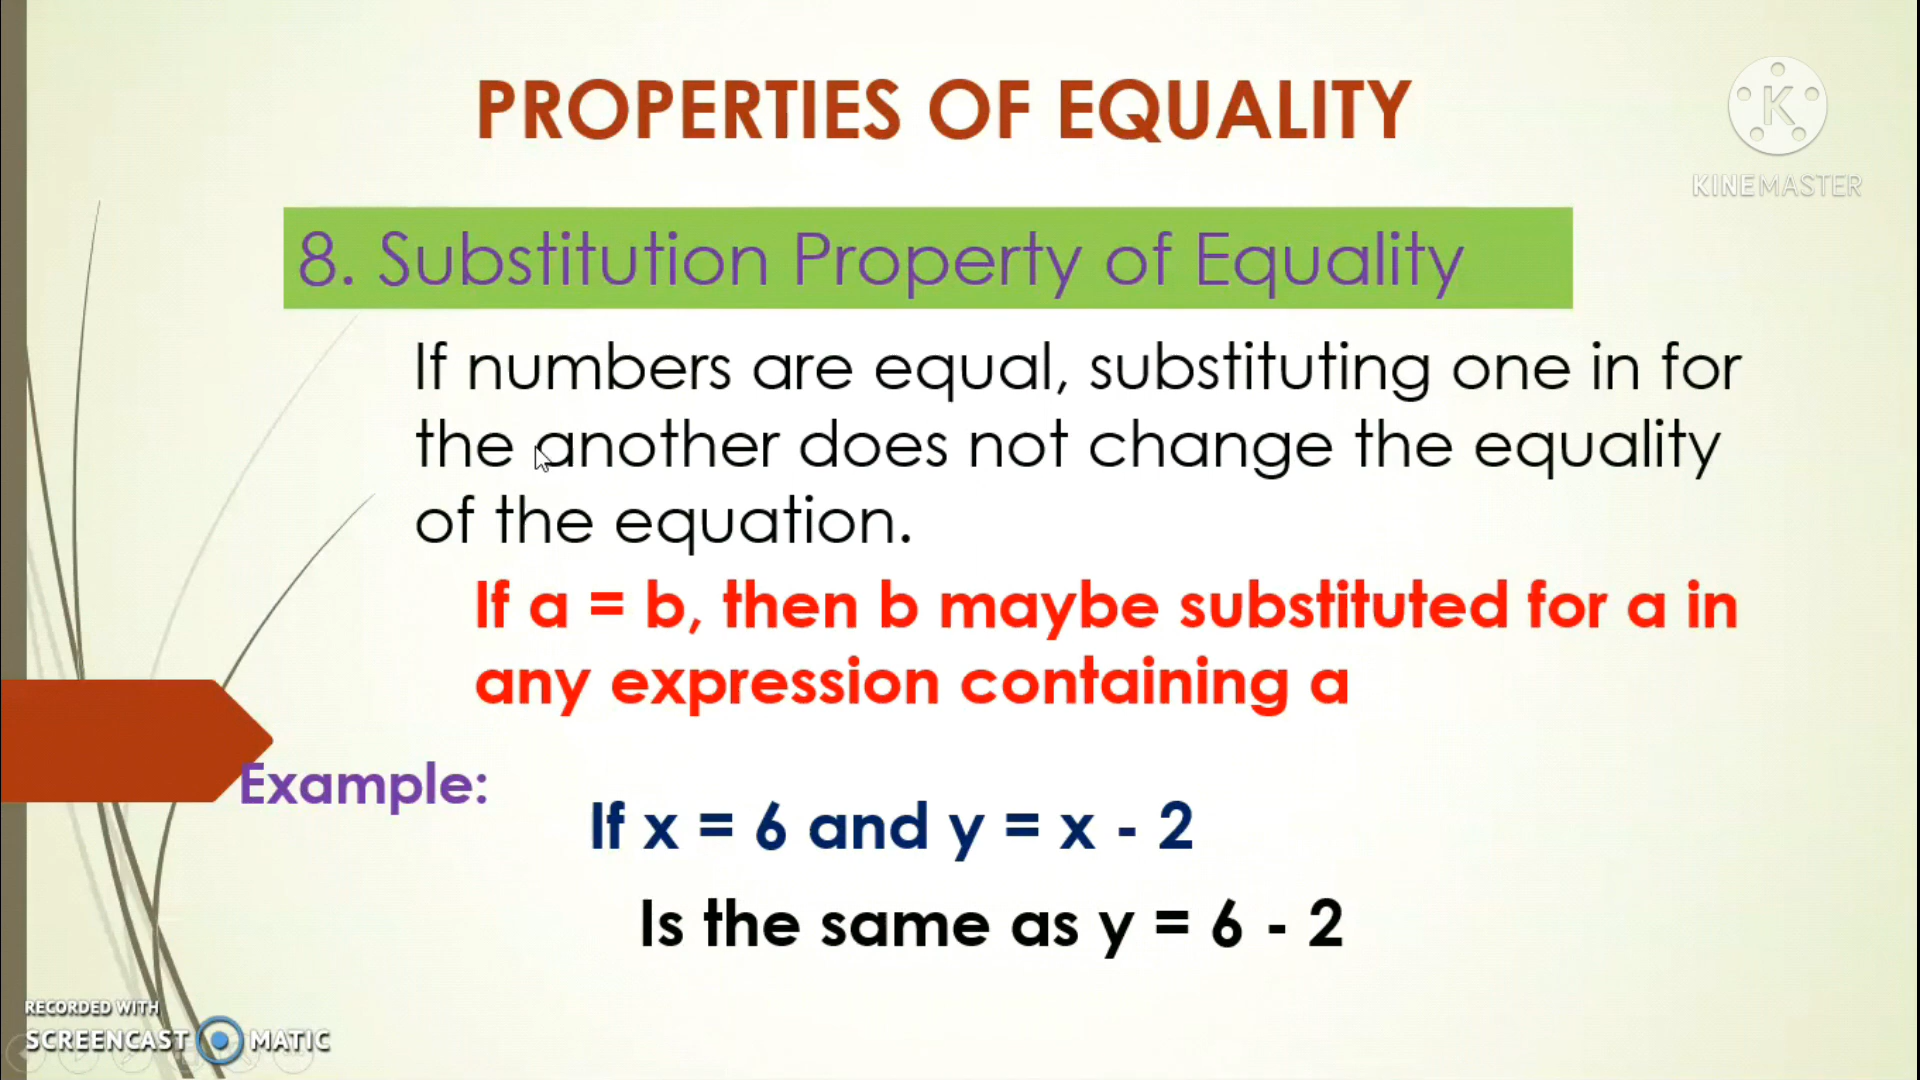 PROPERTIES OF EQUALITY
K
KINEMASTER
8. Substitution Property of Equality
If numbers are equal, substituting one in for
the another does not change the equality
of the equation.
If a = b, then b maybe substituted for a in
any expression containing a
Example:
If x = 6 and y = x - 2
Is the same as y = 6 - 2
RECORDED WITH
SCREENCAST MATIC